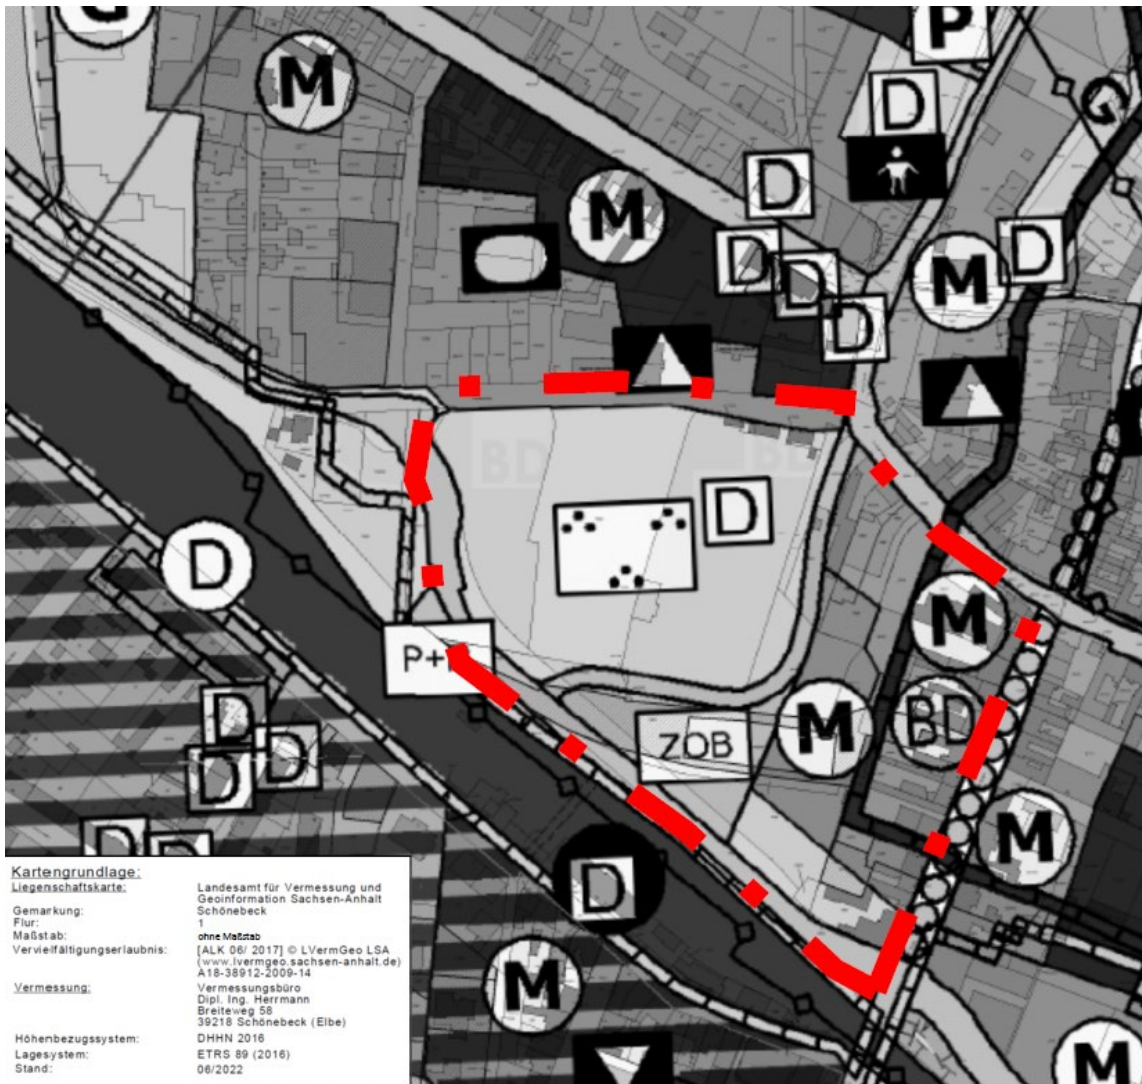 G
P
M
D
G
D
M
D
M
D
D
D
BD
BD
D
D
M
P+R
BD
M
D
ZOB
D
D
M
D
D
D
M
M
Kartengrundlage:
Liegenschaftskarte: Landesamt für Vermessung und
Geoinformation Sachsen-Anhalt
Gemarkung: Schönebeck
Flur: 1
Maßstab: ohne Maßstab
Vervielfältigungserlaubnis: [ALK 06/ 2017] © LVermGeo LSA
(www.lvermgeo.sachsen-anhalt.de)
A18-38912-2009-14
Vermessung: Vermessungsbüro
Dipl. Ing. Herrmann
Breiteweg 58
39218 Schönebeck (Elbe)
Höhenbezugssystem: DHHN 2016
Lagesystem: ETRS 89 (2016)
Stand: 06/2022